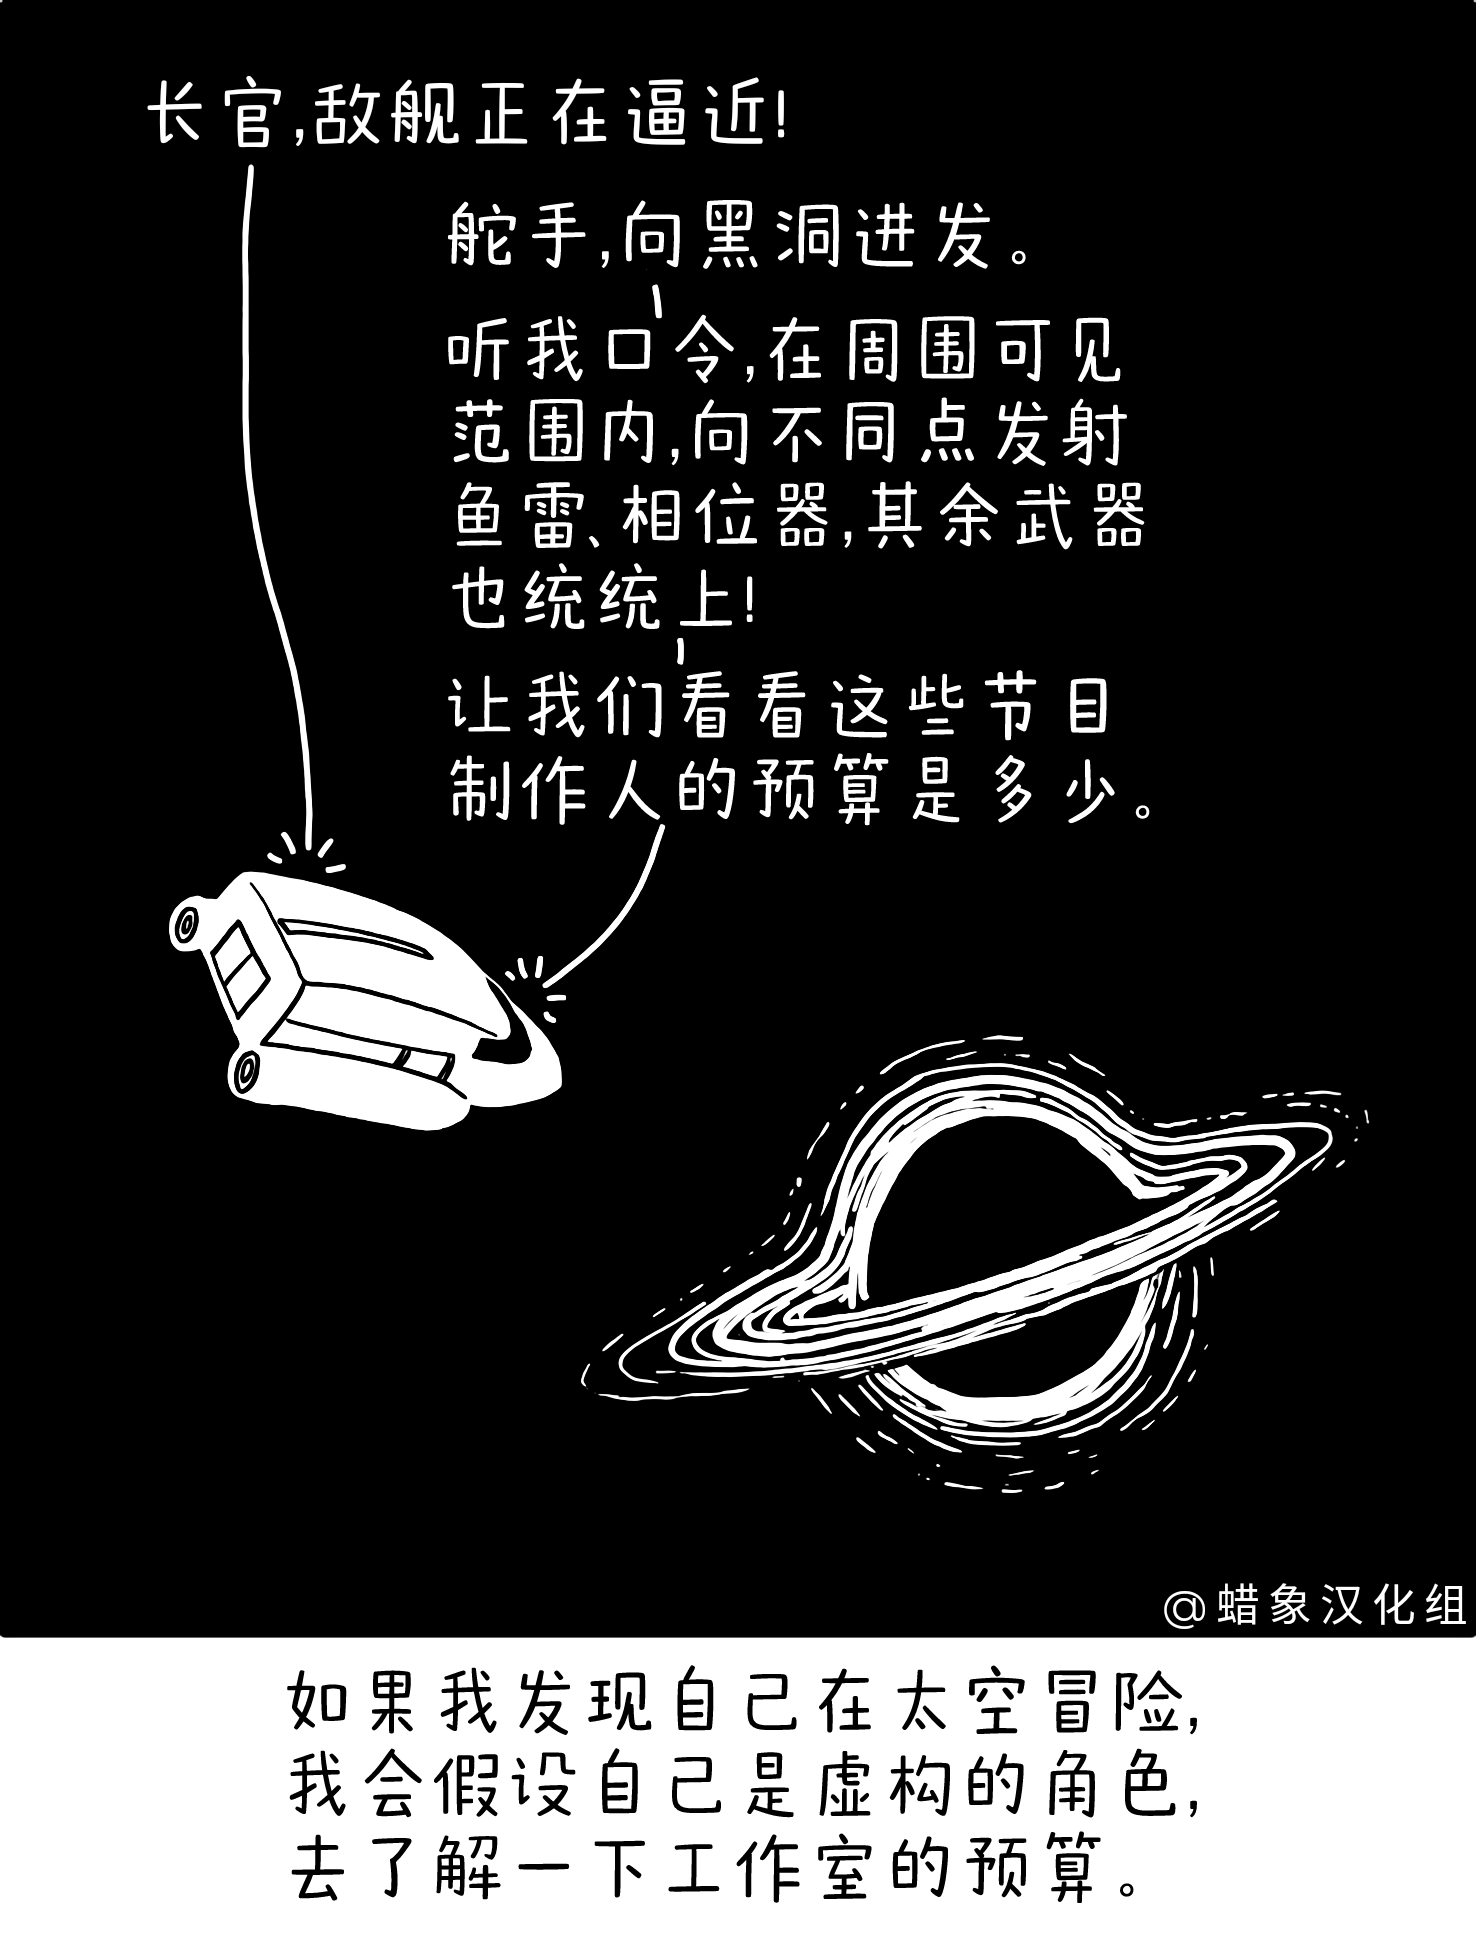 长官,敌舰正在逼近!
舵手,向黑洞进发。
听我口令,在周围可见
范围内,向不同点发射
鱼雷、相位器,其余武器
也统统上!
让我们看看这些节目
制作人的预算是多少。
@蜡象汉化组
如果我发现自己在太空冒险,
我会假设自己是虚构的角色,
去了解一下工作室的预算。